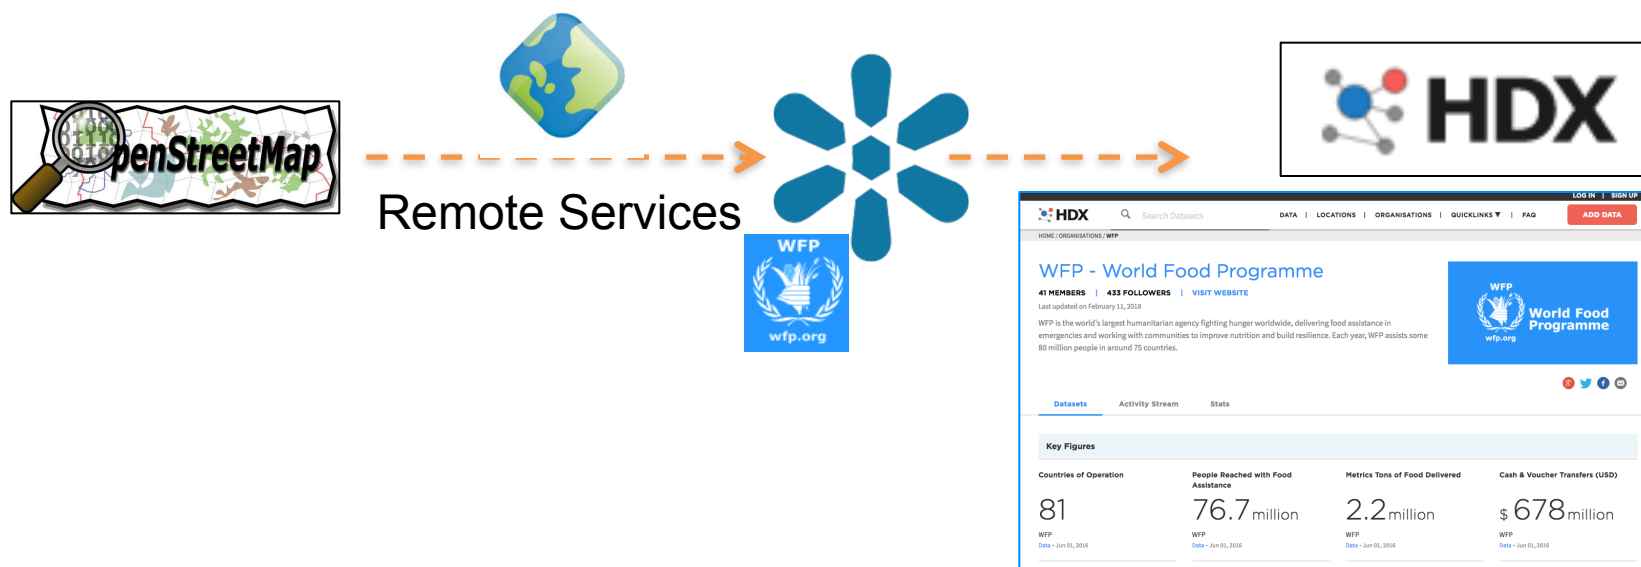 penStreetMap
Remote Services
WFP
wfp.org
HDX
LOG IN | SIGN UP
HDX
Search Datasets
DATA | LOCATIONS | ORGANISATIONS | QUICKLINKS ▼ | FAQ
ADD DATA
HOME / ORGANISATIONS / WFP
WFP - World Food Programme
41 MEMBERS | 433 FOLLOWERS | VISIT WEBSITE
Last updated on February 11, 2018
WFP is the world's largest humanitarian agency fighting hunger worldwide, delivering food assistance in
emergencies and working with communities to improve nutrition and build resilience. Each year, WFP assists some
80 million people in around 75 countries.
WFP
World Food
Programme
wfp.org
Datasets Activity Stream Stats
Key Figures
Countries of Operation
81
WFP
Data - Jun 01, 2016
People Reached with Food
Assistance
76.7 million
WFP
Data - Jun 01, 2016
Metrics Tons of Food Delivered
2.2 million
WFP
Data - Jun 01, 2016
Cash & Voucher Transfers (USD)
$ 678 million
WFP
Data - Jun 01, 2016